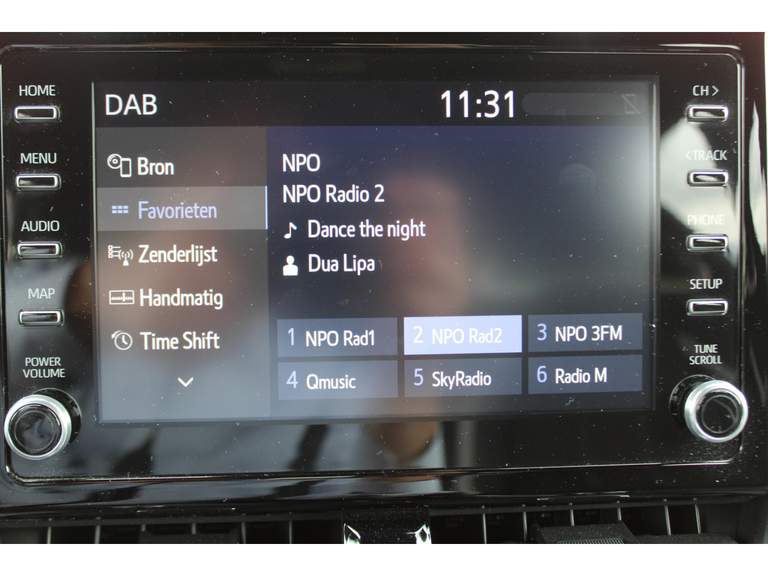 HOME
MENU
AUDIO
MAP
POWER
VOLUME
DAB
11:31
Bron
Favorieten
Zenderlijst
Handmatig
Time Shift
NPO
NPO Radio 2
Dance the night
Dua Lipa
1 NPO Rad1
2 NPO Rad2
3 NPO 3FM
4 Qmusic
5 SkyRadio
6 Radio M
CH >
<TRACK
PHONE
SETUP
TUNE
SCROLL